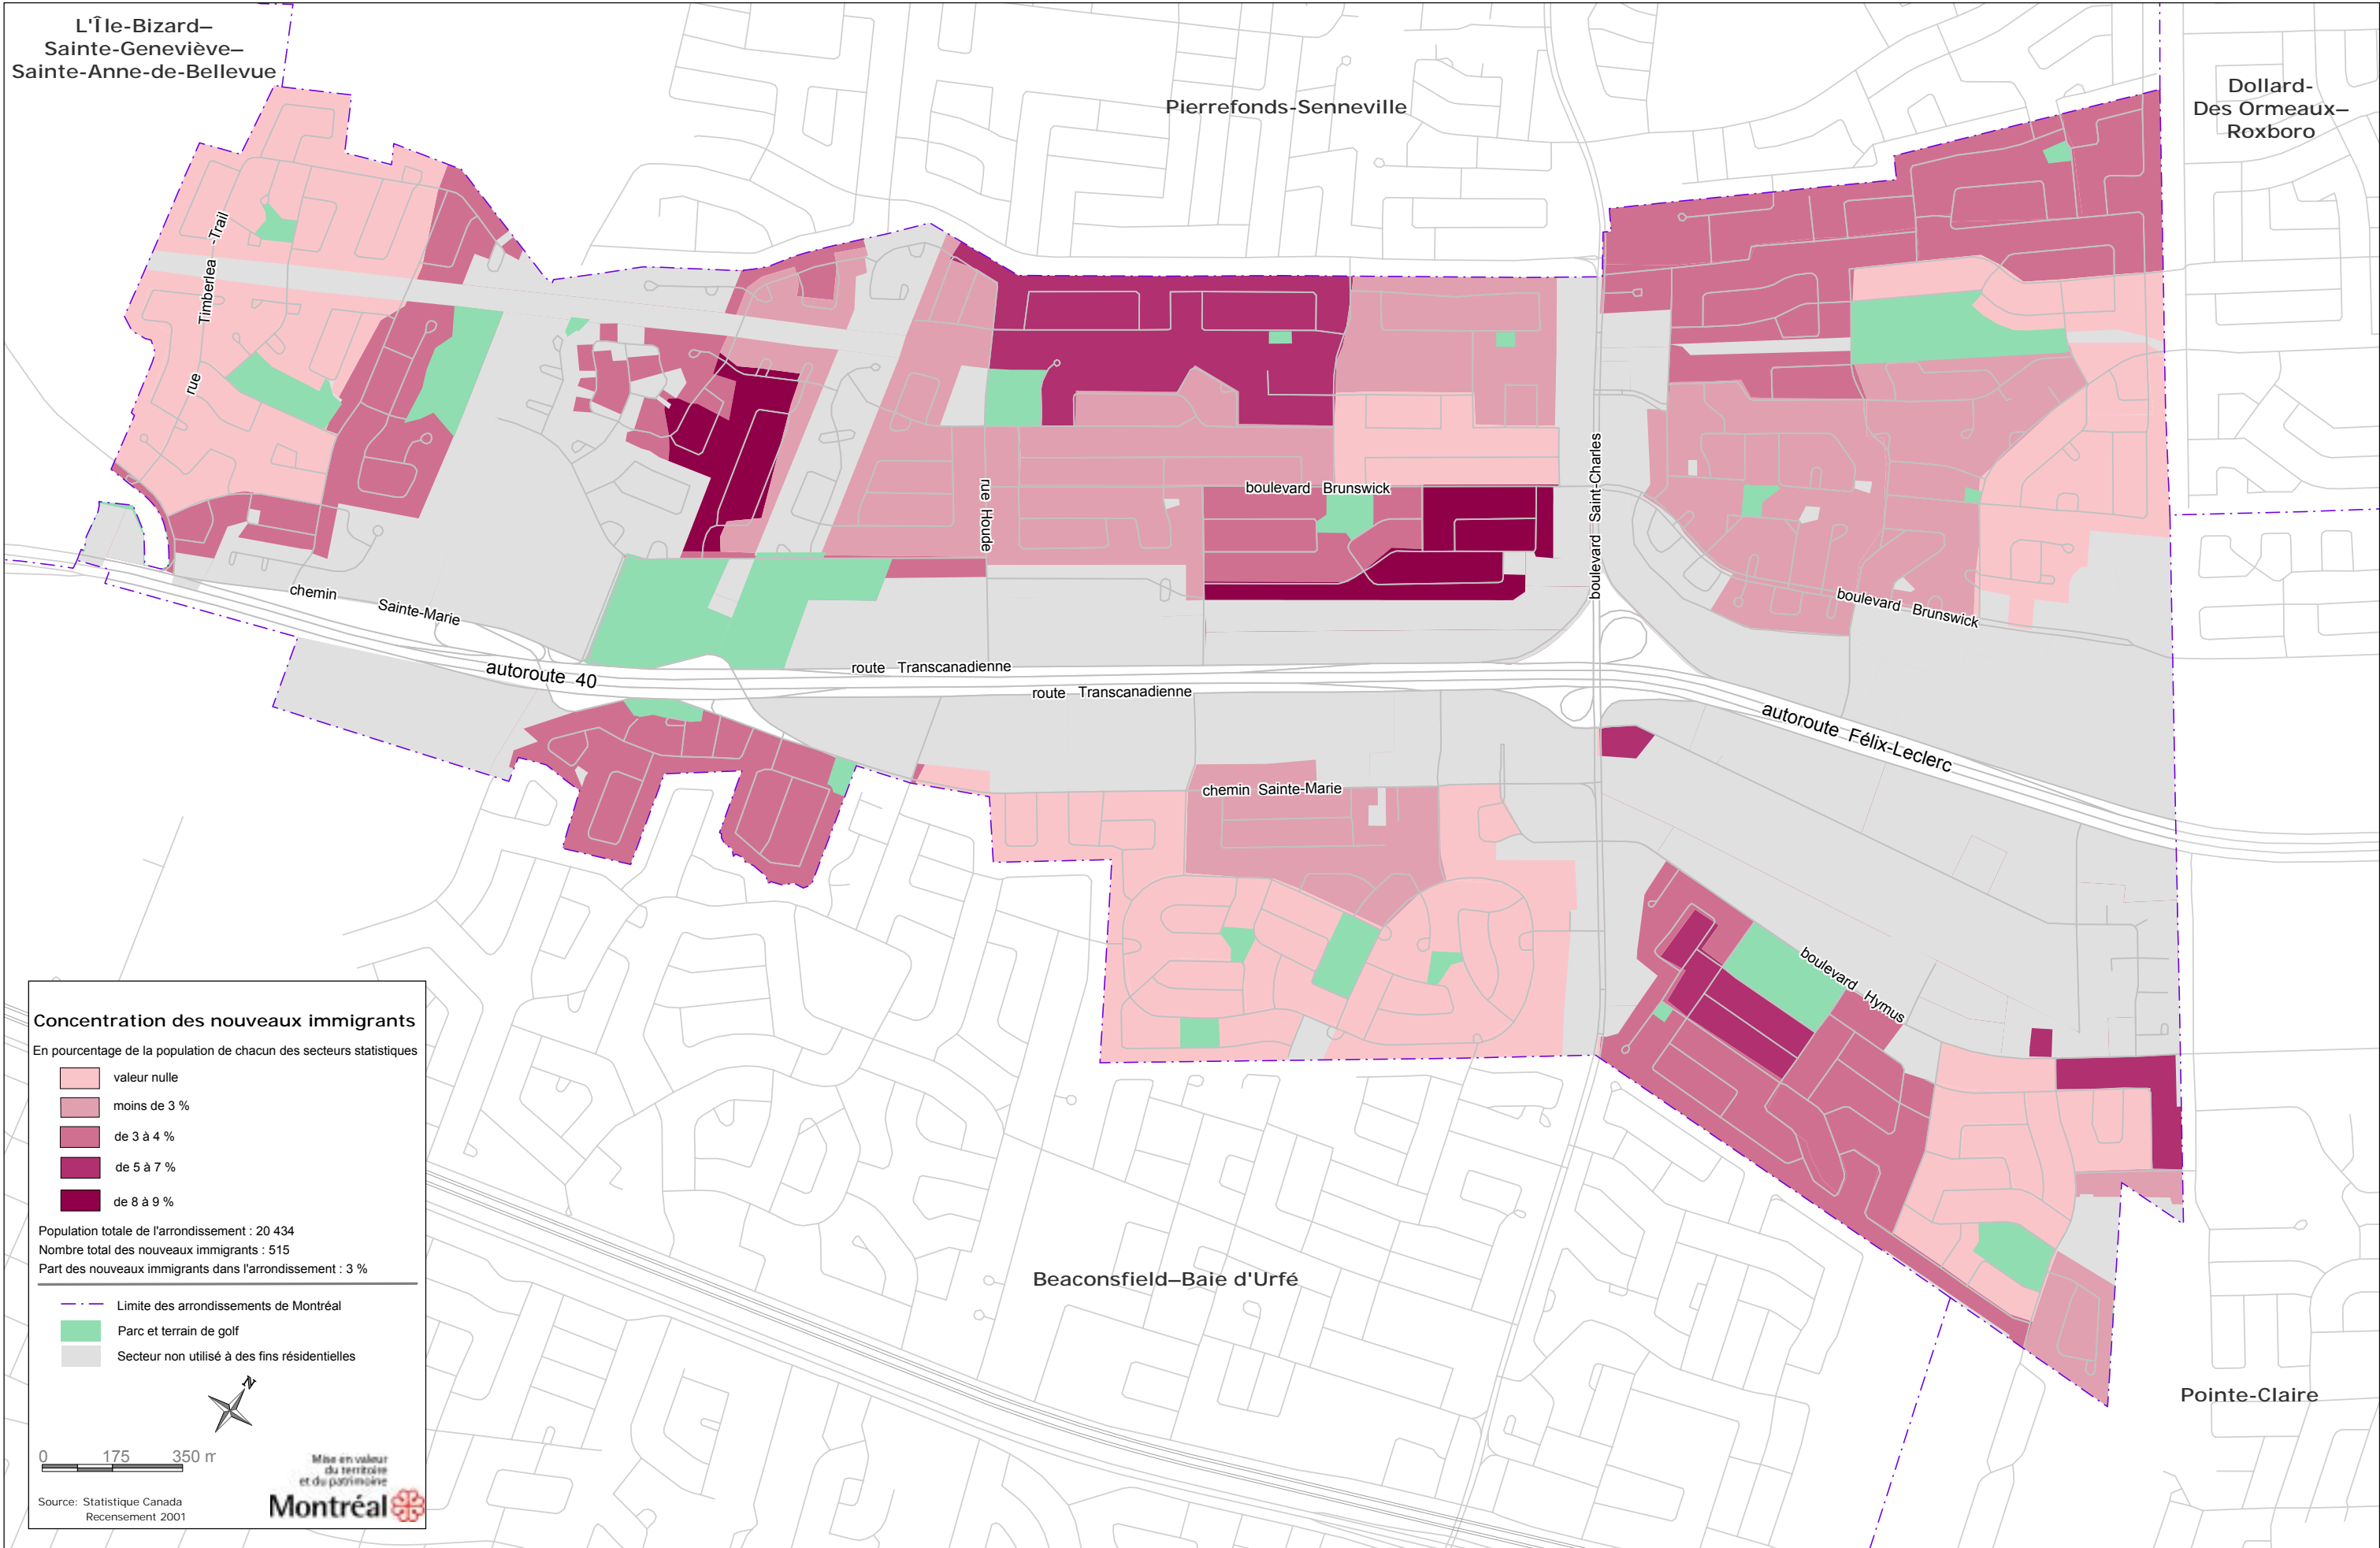 L'Île-Bizard–
Sainte-Geneviève–
Sainte-Anne-de-Bellevue
Pierrefonds-Senneville
Dollard-
Des Ormeaux–
Roxboro
rue Timberlea -Trail
rue Houde
boulevard Brunswick
boulevard Saint-Charles
boulevard Brunswick
chemin Sainte-Marie
autoroute 40
route Transcanadienne
route Transcanadienne
autoroute Félix-Leclerc
chemin Sainte-Marie
boulevard Hymus
Beaconsfield–Baie d'Urfé
Pointe-Claire
Concentration des nouveaux immigrants
En pourcentage de la population de chacun des secteurs statistiques
valeur nulle
moins de 3 %
de 3 à 4 %
de 5 à 7 %
de 8 à 9 %
Population totale de l'arrondissement : 20 434
Nombre total des nouveaux immigrants : 515
Part des nouveaux immigrants dans l'arrondissement : 3 %
Limite des arrondissements de Montréal
Parc et terrain de golf
Secteur non utilisé à des fins résidentielles
N
0 175 350 m
Mise en valeur
du territoire
et du patrimoine
Montréal
Source: Statistique Canada
Recensement 2001